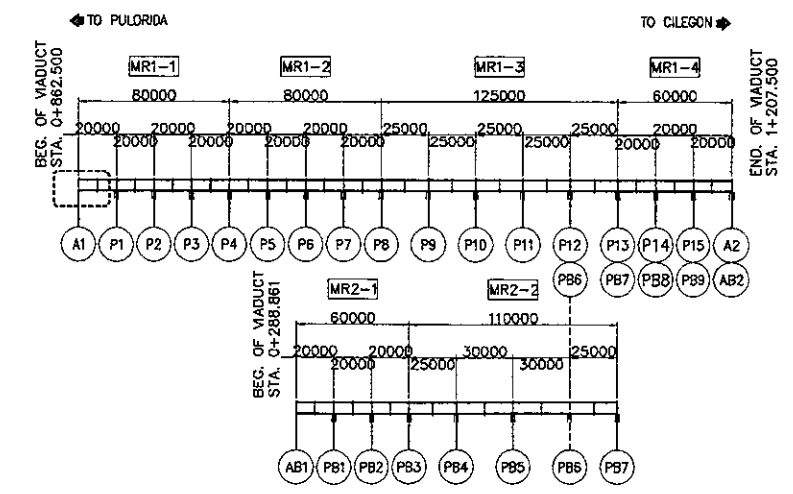 TO PULORIDA
TO CILEGON
BEG. OF VIADUCT
STA. 0+862.500
MR1-1
MR1-2
MR1-3
MR1-4
END. OF VIADUCT
STA. 1+207.500
80000
80000
125000
60000
20000 20000 20000 20000 25000 25000 25000 20000
20000 20000 20000 20000 25000 25000 20000 20000
A1 P1 P2 P3 P4 P5 P6 P7 P8 P9 P10 P11 P12 P13 P14 P15 A2
PB6 PB7 PB8 PB9 AB2
BEG. OF VIADUCT
STA. 0+288.861
MR2-1
MR2-2
60000
110000
20000 20000 30000 25000
20000 25000 30000
AB1 PB1 PB2 PB3 PB4 PB5 PB6 PB7